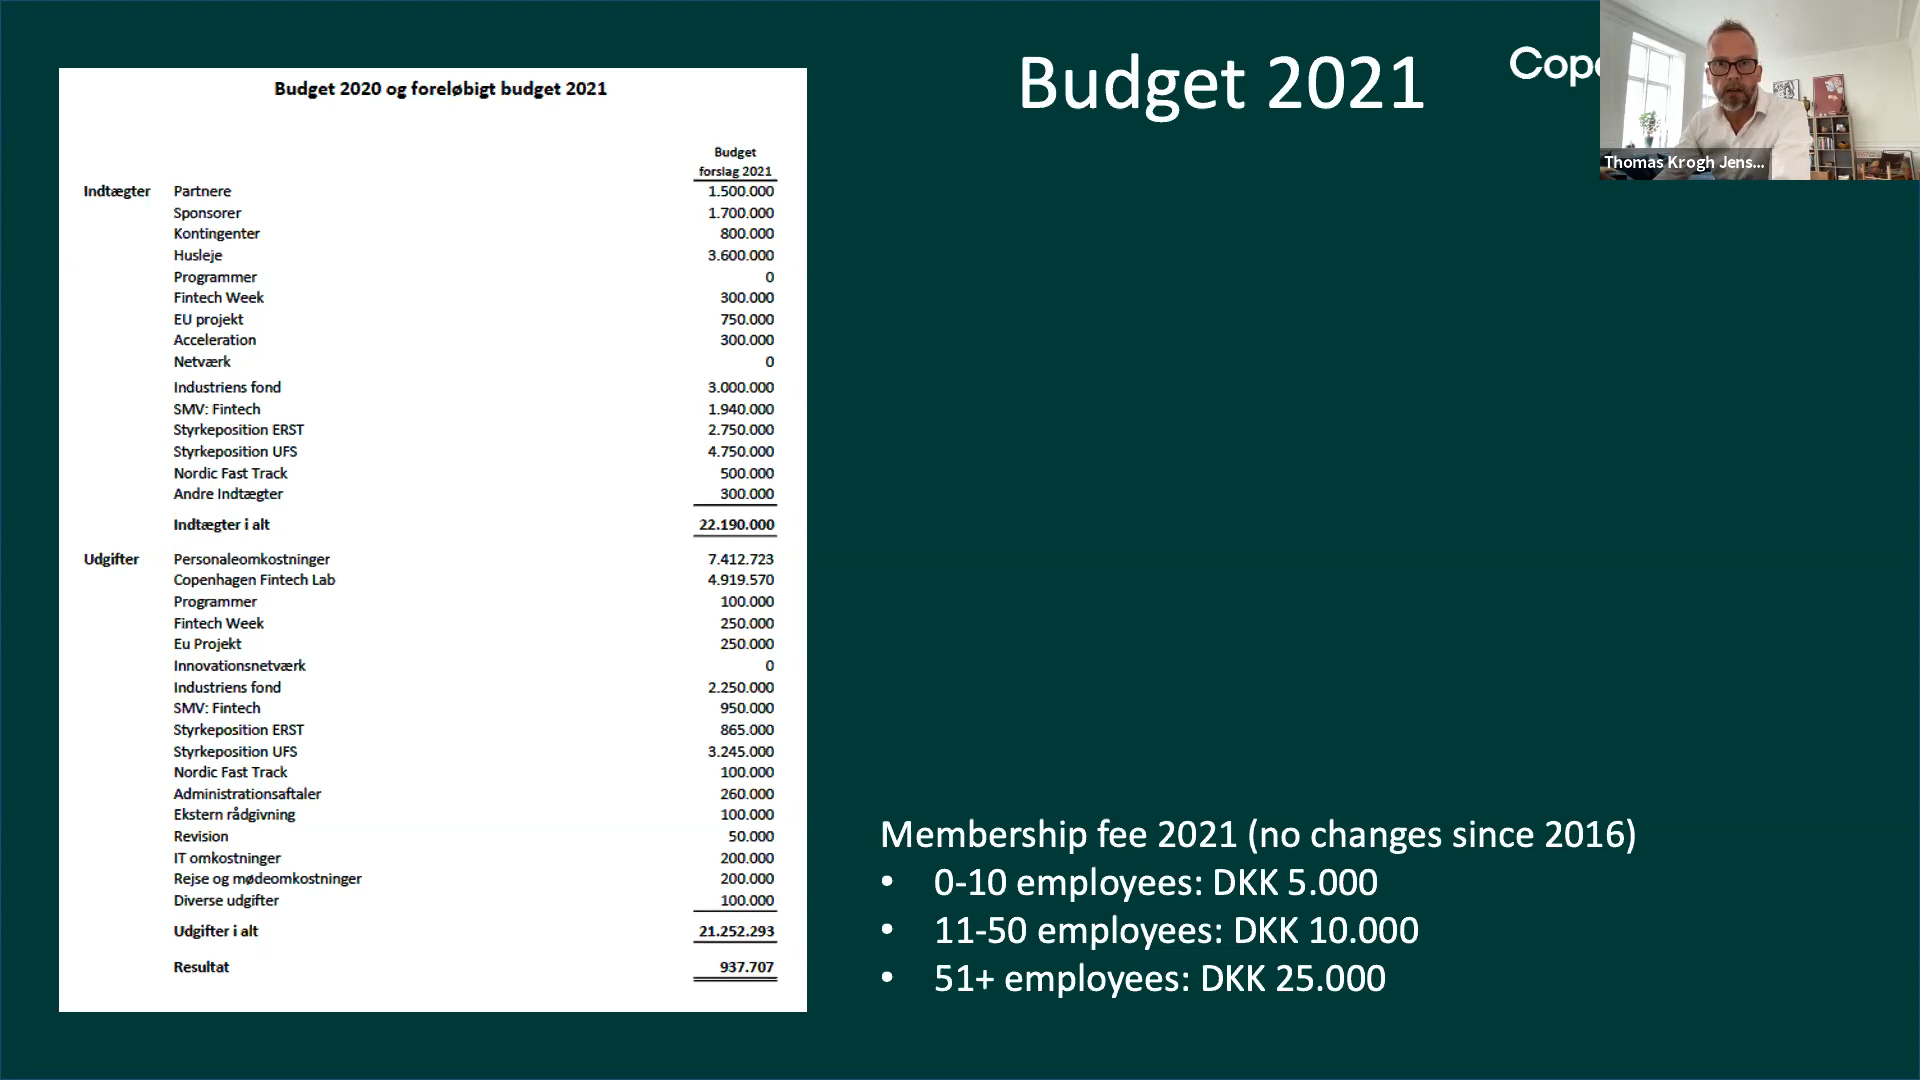 Budget 2021
Cop
Thomas Krogh Jens...
Budget 2020 og foreløbigt budget 2021
Budget
forslag 2021
Indtægter Partnere 1.500.000
Sponsorer 1.700.000
Kontingenter 800.000
Husleje 3.600.000
Programmer 0
Fintech Week 300.000
EU projekt 750.000
Acceleration 300.000
Netværk 0
Industriens fond 3.000.000
SMV: Fintech 1.940.000
Styrkeposition ERST 2.750.000
Styrkeposition UFS 4.750.000
Nordic Fast Track 500.000
Andre Indtægter 300.000
Indtægter i alt 22.190.000
Udgifter Personaleomkostninger 7.412.723
Copenhagen Fintech Lab 4.919.570
Programmer 100.000
Fintech Week 250.000
Eu Projekt 250.000
Innovationsnetværk 0
Industriens fond 2.250.000
SMV: Fintech 950.000
Styrkeposition ERST 865.000
Styrkeposition UFS 3.245.000
Nordic Fast Track 100.000
Administrationsaftaler 260.000
Ekstern rådgivning 100.000
Revision 50.000
IT omkostninger 200.000
Rejse og mødeomkostninger 200.000
Diverse udgifter 100.000
Udgifter i alt 21.252.293
Resultat 937.707
Membership fee 2021 (no changes since 2016)
• 0-10 employees: DKK 5.000
• 11-50 employees: DKK 10.000
• 51+ employees: DKK 25.000